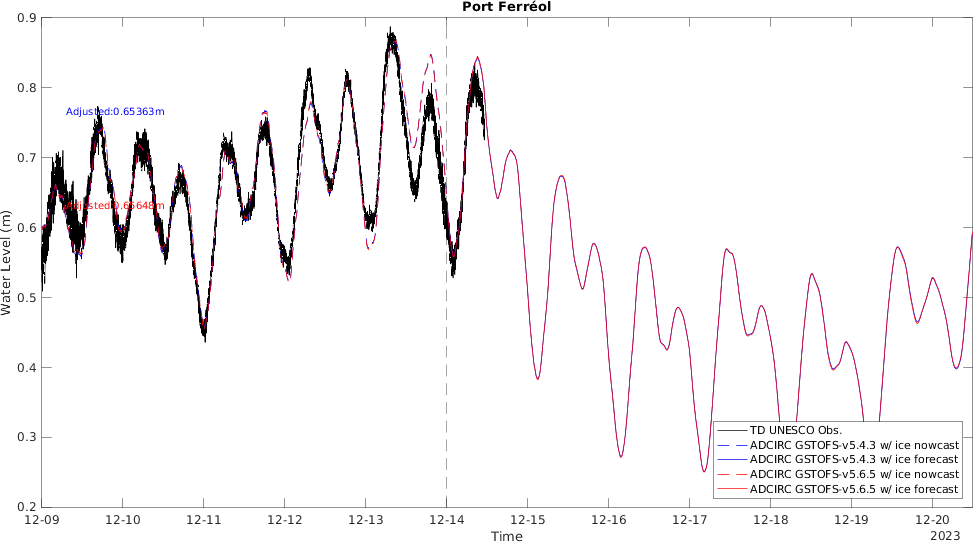 Port Ferréol
0.9
0.8
0.7
0.6
0.5
0.4
0.3
0.2
Water Level (m)
Adjusted:0.65363m
Adjusted:0.65648m
TD UNESCO Obs.
ADCIRC GSTOFS-v5.4.3 w/ ice nowcast
ADCIRC GSTOFS-v5.4.3 w/ ice forecast
ADCIRC GSTOFS-v5.6.5 w/ ice nowcast
ADCIRC GSTOFS-v5.6.5 w/ ice forecast
12-09 12-10 12-11 12-12 12-13 12-14 12-15 12-16 12-17 12-18 12-19 12-20
Time
2023